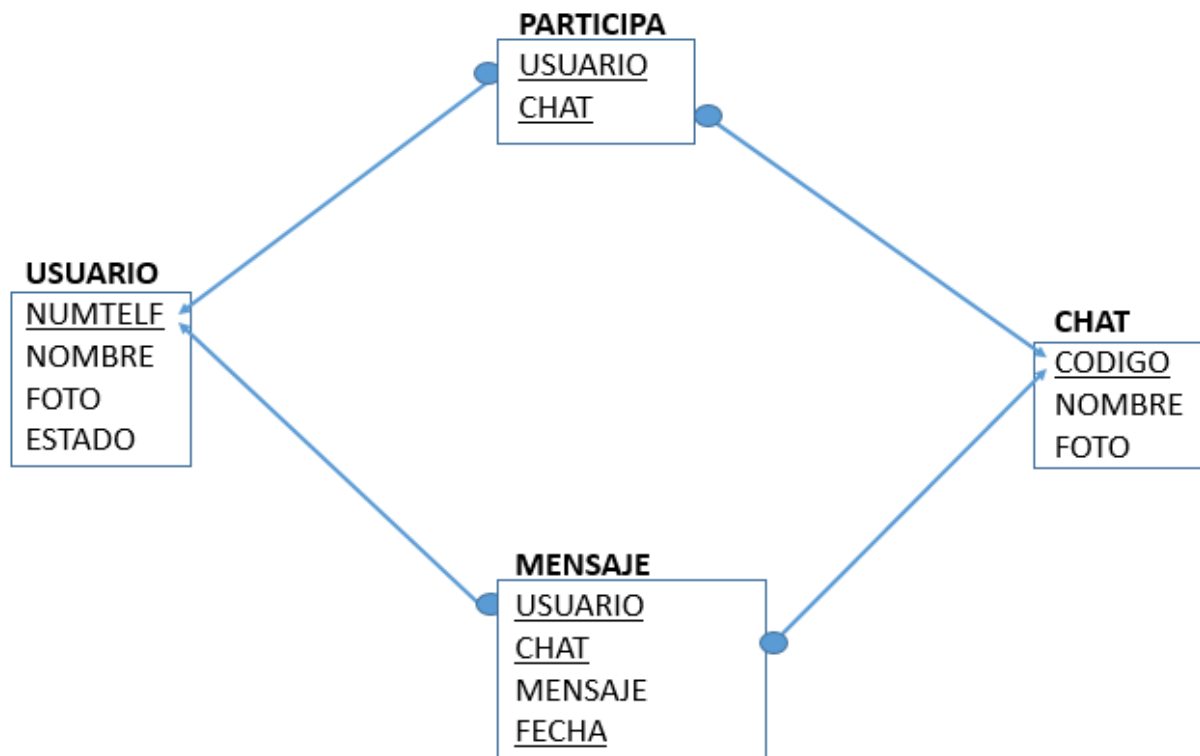 PARTICIPA
USUARIO
CHAT
USUARIO
NUMTELF
NOMBRE
FOTO
ESTADO
CHAT
CODIGO
NOMBRE
FOTO
MENSAJE
USUARIO
CHAT
MENSAJE
FECHA